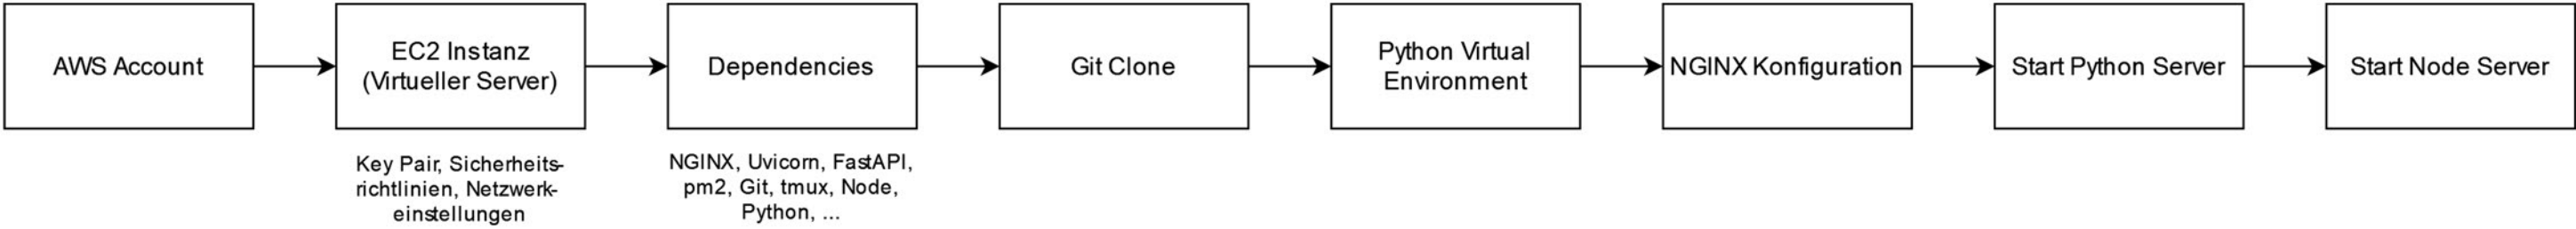 AWS Account
EC2 Instanz
(Virtueller Server)
Dependencies
Git Clone
Python Virtual
Environment
NGINX Konfiguration
Start Python Server
Start Node Server
Key Pair, Sicherheits-
richtlinien, Netzwerk-
einstellungen
NGINX, Uvicorn, FastAPI,
pm2, Git, tmux, Node,
Python, ...